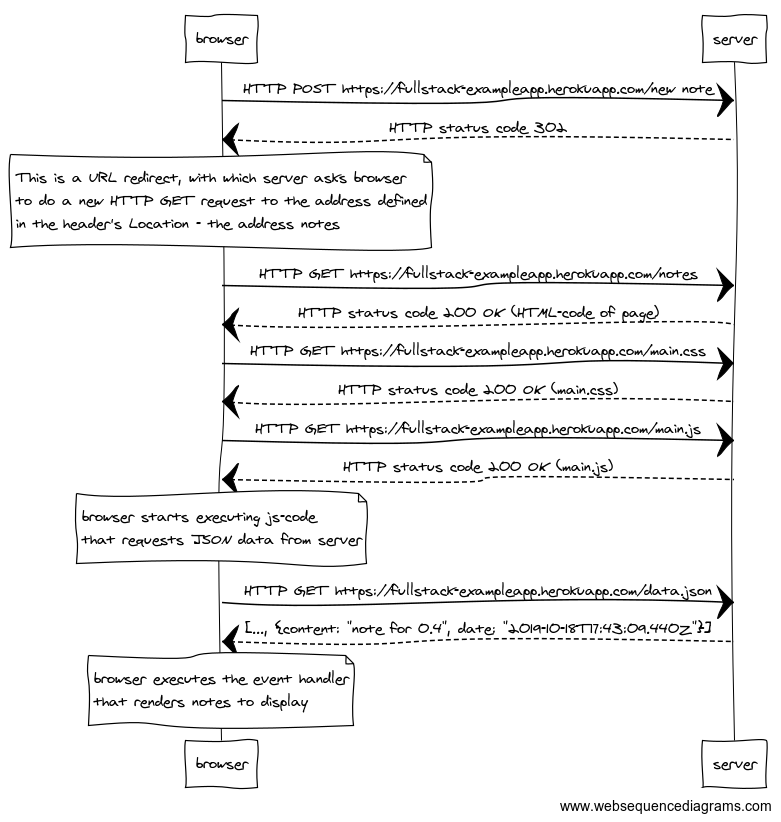 browser server
HTTP POST https://fullstack-exampleapp.herokuapp.com/new note
HTTP status code 302
This is a URL redirect, with which server asks browser
to do a new HTTP GET request to the address defined
in the header's Location - the address notes
HTTP GET https://fullstack-exampleapp.herokuapp.com/notes
HTTP status code 200 OK (HTML-code of page)
HTTP GET https://fullstack-exampleapp.herokuapp.com/main.css
HTTP status code 200 OK (main.css)
HTTP GET https://fullstack-exampleapp.herokuapp.com/main.js
HTTP status code 200 OK (main.js)
browser starts executing js-code
that requests JSON data from server
HTTP GET https://fullstack-exampleapp.herokuapp.com/data.json
[..., {content: "note for 0.4", date: "2019-10-18T17:43:09.440Z"}]
browser executes the event handler
that renders notes to display
browser server
www.websequencediagrams.com